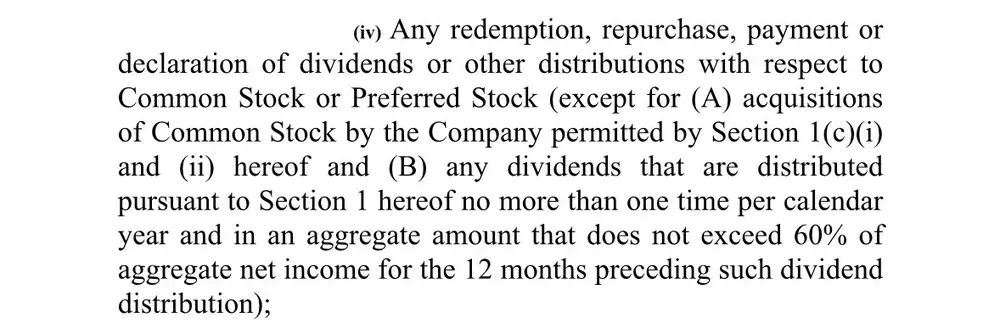 (iv) Any redemption, repurchase, payment or
declaration of dividends or other distributions with respect to
Common Stock or Preferred Stock (except for (A) acquisitions
of Common Stock by the Company permitted by Section 1(c)(i)
and (ii) hereof and (B) any dividends that are distributed
pursuant to Section 1 hereof no more than one time per calendar
year and in an aggregate amount that does not exceed 60% of
aggregate net income for the 12 months preceding such dividend
distribution);